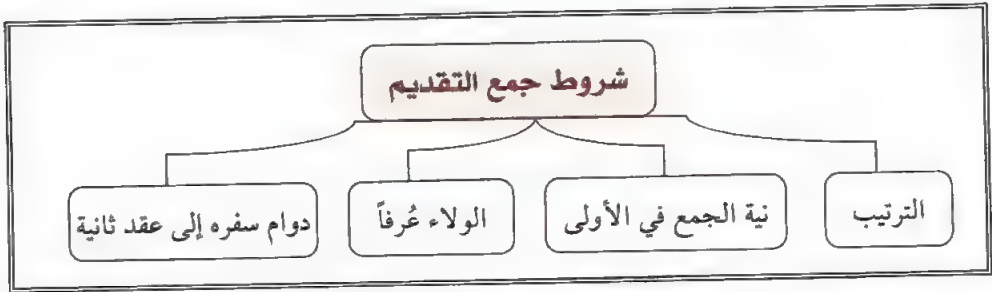 شروط جمع التقديم
الترتيب
نية الجمع في الأولى
الولاء عُرفاً
دوام سفره إلى عقد ثانية